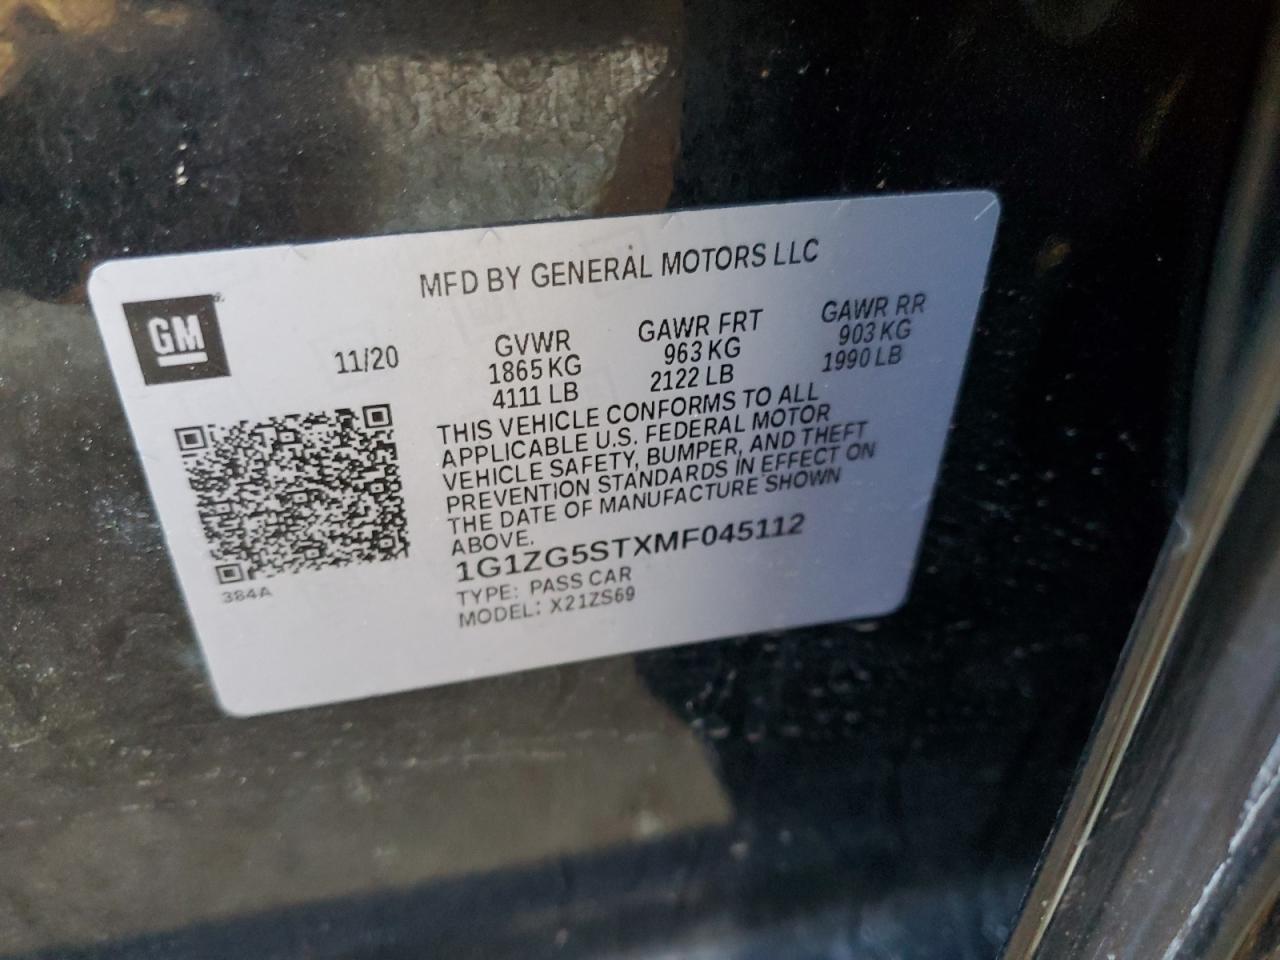 MFD BY GENERAL MOTORS LLC
GM
11/20
GVWR
1865 KG
4111 LB
GAWR FRT
963 KG
2122 LB
GAWR RR
903 KG
1990 LB
THIS VEHICLE CONFORMS TO ALL
APPLICABLE U.S. FEDERAL MOTOR
VEHICLE SAFETY, BUMPER, AND THEFT
PREVENTION STANDARDS IN EFFECT ON
THE DATE OF MANUFACTURE SHOWN
ABOVE.
1G1ZG5STXMF045112
TYPE: PASS CAR
MODEL: X21ZS69
384A